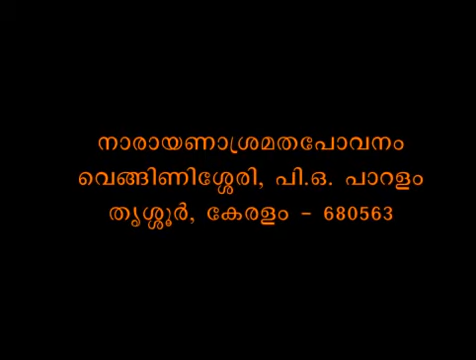 നാരായണാശ്രമതപോവനം
വെങ്ങിണിശ്ശേരി, പി.ഒ. പാറളം
തൃശ്ശൂർ, കേരളം - 680563